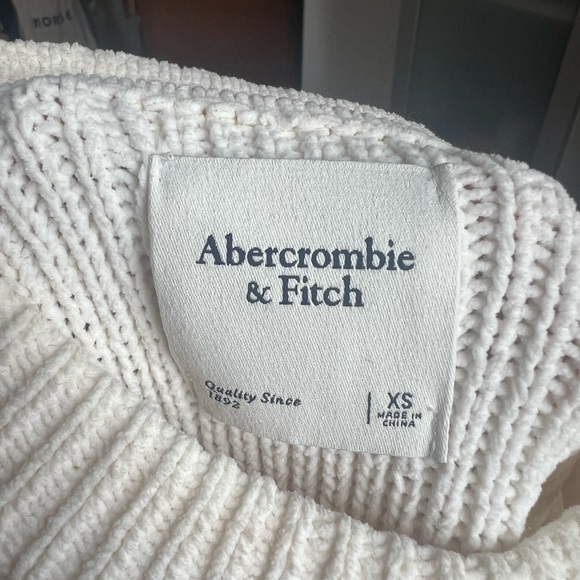 Abercrombie
& Fitch
Quality Since
1892
XS
MADE IN
CHINA